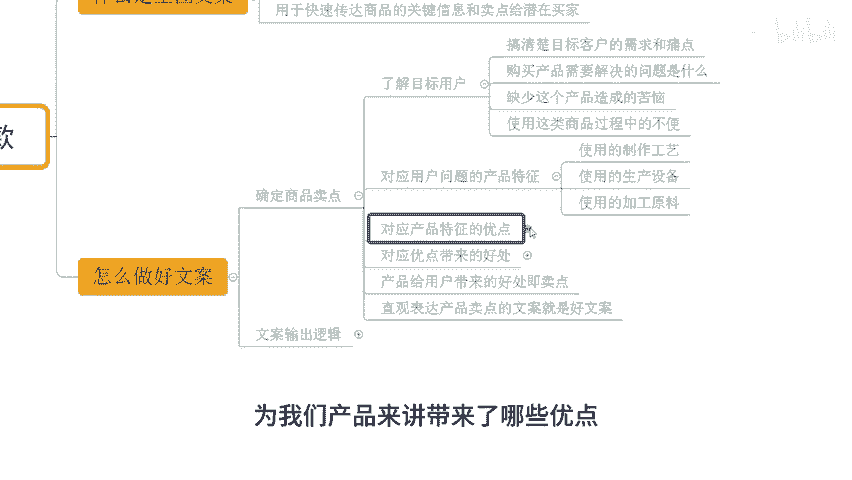 用于快速传达商品的关键信息和卖点给潜在买家
搞清楚目标客户的需求和痛点
购买产品需要解决的问题是什么
了解目标用户
缺少这个产品造成的苦恼
使用这类商品过程中的不便
款
使用的制作工艺
对应用户问题的产品特征
使用的生产设备
确定商品卖点
使用的加工原料
对应产品特征的优点
对应优点带来的好处
怎么做好文案
产品给用户带来的好处即卖点
直观表达产品卖点的文案就是好文案
文案输出逻辑
为我们产品来讲带来了哪些优点
bilibili